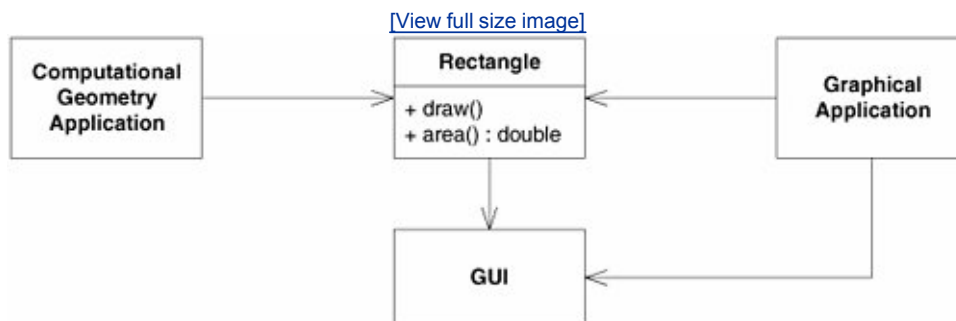 [View full size image]
Computational
Geometry
Application
Rectangle
+ draw()
+ area() : double
Graphical
Application
GUI